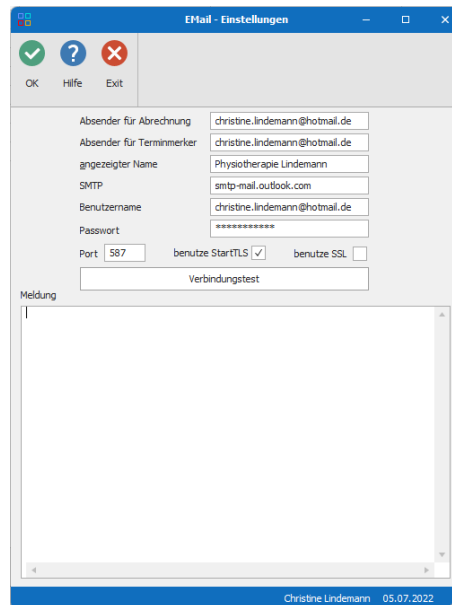 EMail - Einstellungen
OK Hilfe Exit
Absender für Abrechnung christine.lindemann@hotmail.de
Absender für Terminmerker christine.lindemann@hotmail.de
angezeigter Name Physiotherapie Lindemann
SMTP smtp-mail.outlook.com
Benutzername christine.lindemann@hotmail.de
Passwort ***********
Port 587 benutze StartTLS ✓ benutze SSL
Verbindungstest
Meldung
Christine Lindemann 05.07.2022